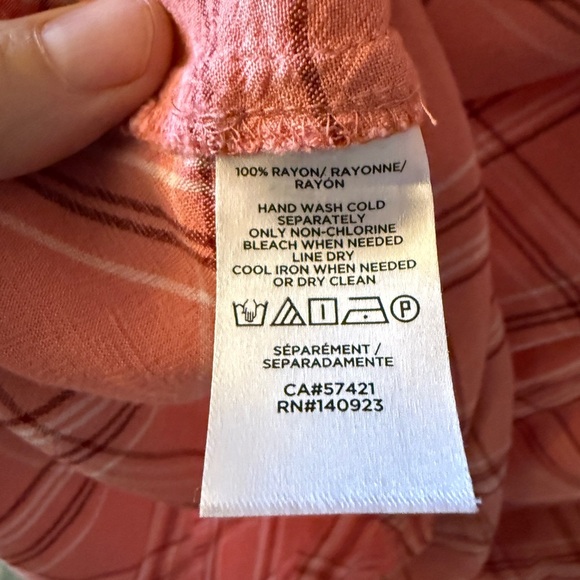 100% RAYON/ RAYONNE/
RAYÓN
HAND WASH COLD
SEPARATELY
ONLY NON-CHLORINE
BLEACH WHEN NEEDED
LINE DRY
COOL IRON WHEN NEEDED
OR DRY CLEAN
P
SÉPARÉMENT /
SEPARADAMENTE
CA#57421
RN#140923